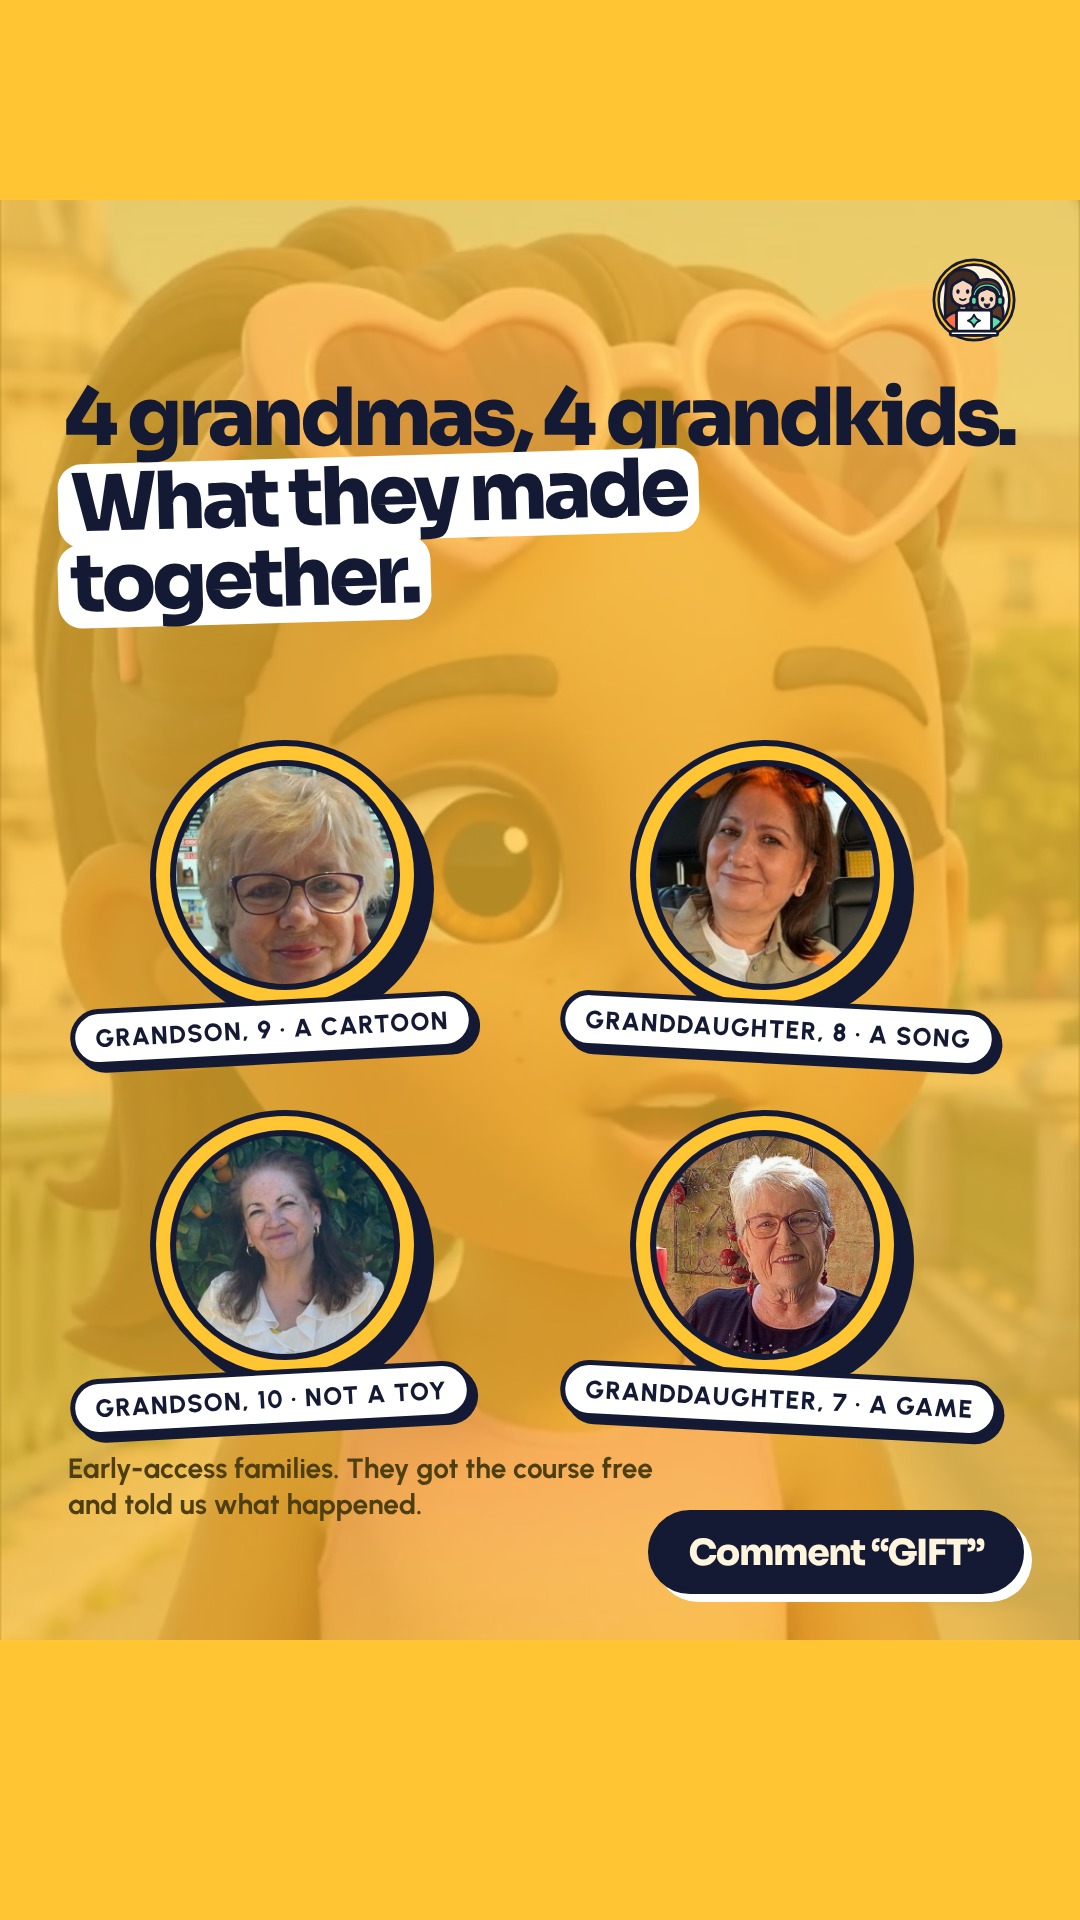 4 grandmas, 4 grandkids.
What they made
together.
GRANDSON, 9 · A CARTOON
GRANDDAUGHTER, 8 · A SONG
GRANDSON, 10 · NOT A TOY
GRANDDAUGHTER, 7 · A GAME
Early-access families. They got the course free
and told us what happened.
Comment “GIFT”